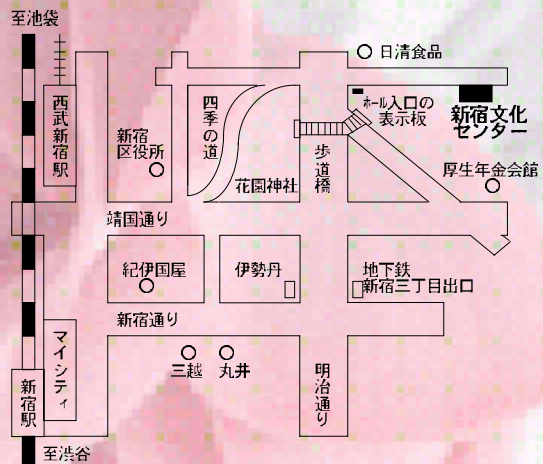 至池袋
日清食品
西武新宿駅
四季の道
ホール入口の
表示板
新宿文化
センター
新宿
区役所
歩道橋
厚生年金会館
花園神社
靖国通り
紀伊国屋
伊勢丹
地下鉄
新宿三丁目出口
新宿通り
マイシティ
三越
丸井
明治通り
新宿駅
至渋谷